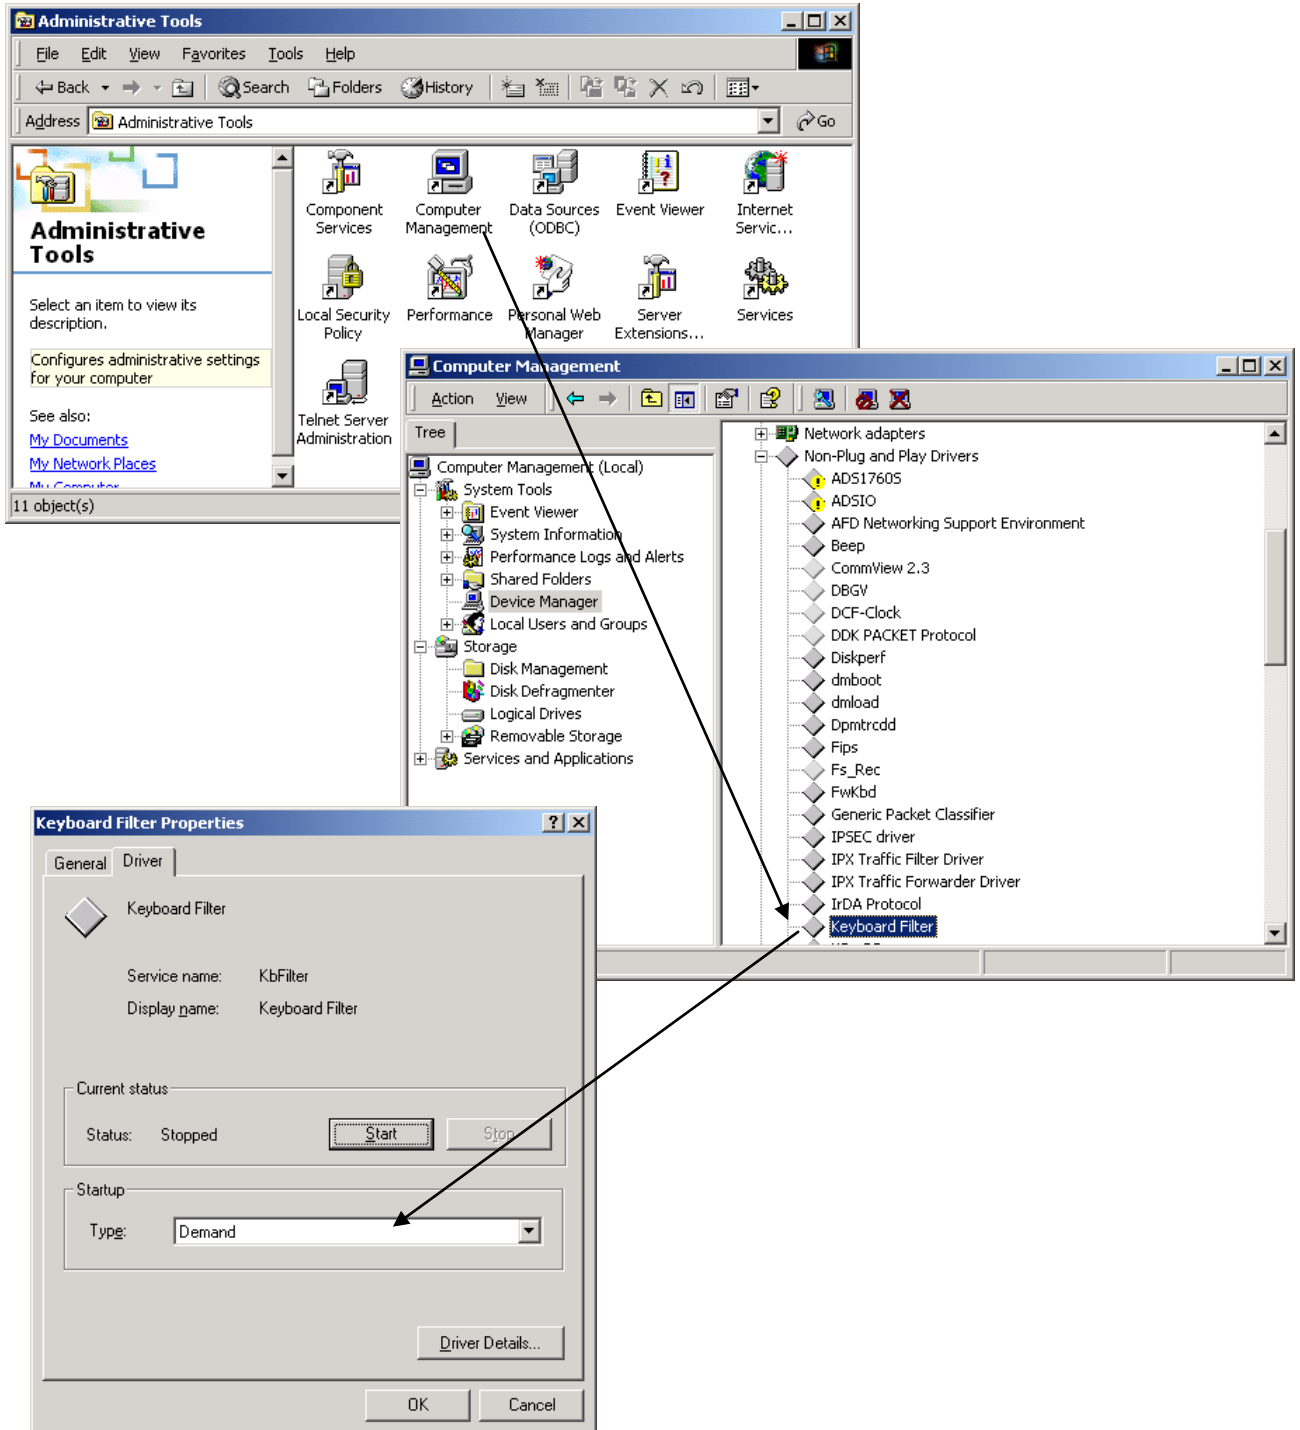 Administrative Tools
File Edit View Favorites Tools Help
Back Search Folders History
Address Administrative Tools Go
Administrative
Tools
Select an item to view its
description.
Configures administrative settings
for your computer
See also:
My Documents
My Network Places
My Computer
Component
Services
Computer
Management
Data Sources
(ODBC)
Event Viewer
Internet
Servic...
Local Security
Policy
Performance
Personal Web
Manager
Server
Extensions...
Services
Telnet Server
Administration
11 object(s)
Computer Management
Action View
Tree
Computer Management (Local)
System Tools
Event Viewer
System Information
Performance Logs and Alerts
Shared Folders
Device Manager
Local Users and Groups
Storage
Disk Management
Disk Defragmenter
Logical Drives
Removable Storage
Services and Applications
Network adapters
Non-Plug and Play Drivers
ADS1760S
ADSIO
AFD Networking Support Environment
Beep
CommView 2.3
DBGV
DCF-Clock
DDK PACKET Protocol
Diskperf
dmboot
dmload
Dpmtrcdd
Fips
Fs_Rec
FwKbd
Generic Packet Classifier
IPSEC driver
IPX Traffic Filter Driver
IPX Traffic Forwarder Driver
IrDA Protocol
Keyboard Filter
Keyboard Filter Properties
General Driver
Keyboard Filter
Service name: KbFilter
Display name: Keyboard Filter
Current status
Status: Stopped Start Stop
Startup
Type: Demand
Driver Details...
OK Cancel